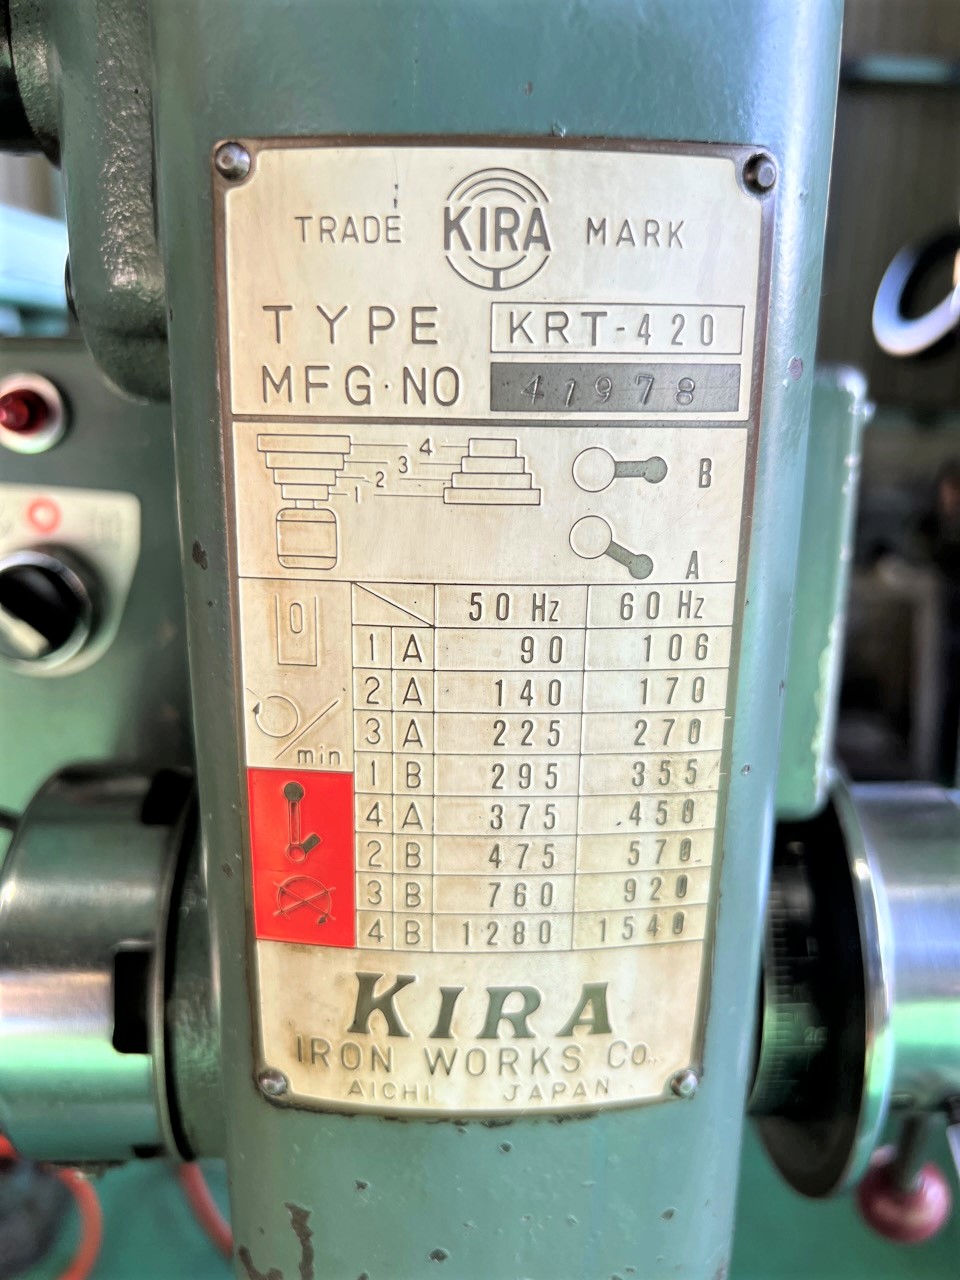 TRADE KIRA MARK
TYPE KRT-420
MFG·NO 41978
4
3
2
1
B
A
50 Hz 60 Hz
1 A 90 106
2 A 140 170
3 A 225 270
1 B 295 355
4 A 375 450
2 B 475 570
3 B 760 920
4 B 1280 1540
0
/min
KIRA
IRON WORKS Co.
AICHI JAPAN